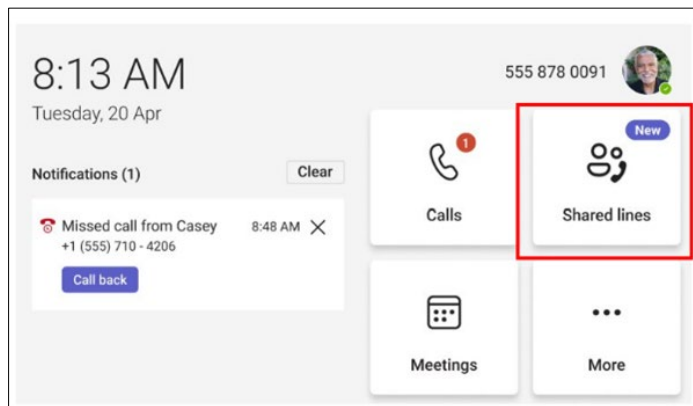 8:13 AM
Tuesday, 20 Apr
555 878 0091
Notifications (1)
Clear
Missed call from Casey 8:48 AM
+1 (555) 710 - 4206
Call back
1
Calls
New
Shared lines
Meetings
More